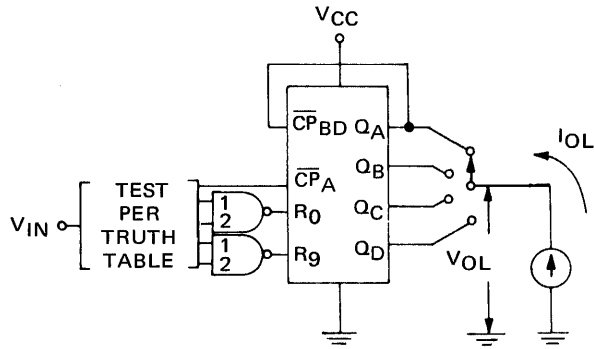 VCC
CPBD QA
IOL
QB
TEST
CPA
PER
1
2
R0
QC
VIN
TRUTH
TABLE
1
2
R9
QD
VOL